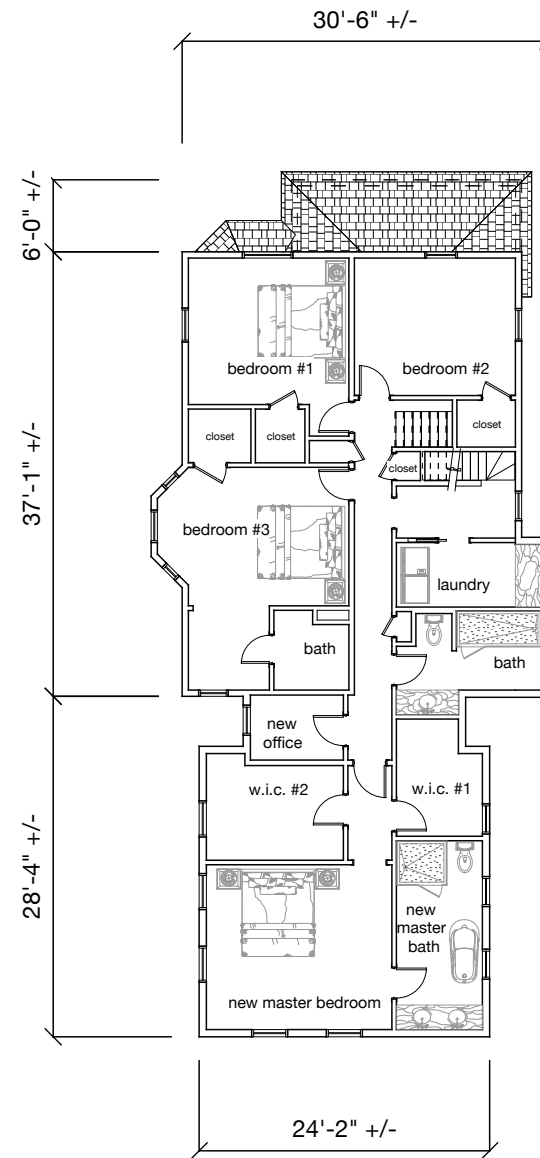 30'-6" +/-
6'-0" +/-
37'-1" +/-
28'-4" +/-
bedroom #1
bedroom #2
closet
closet
closet
closet
bedroom #3
laundry
bath
bath
new
office
w.i.c. #2
w.i.c. #1
new
master
bath
new master bedroom
24'-2" +/-